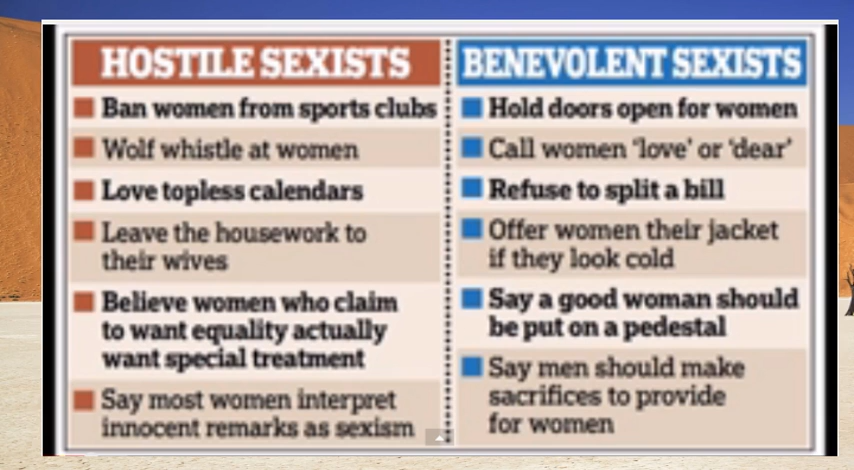 HOSTILE SEXISTS
Ban women from sports clubs
Wolf whistle at women
Love topless calendars
Leave the housework to
their wives
Believe women who claim
to want equality actually
want special treatment
Say most women interpret
innocent remarks as sexism
BENEVOLENT SEXISTS
Hold doors open for women
Call women ‘love’ or ‘dear’
Refuse to split a bill
Offer women their jacket
if they look cold
Say a good woman should
be put on a pedestal
Say men should make
sacrifices to provide
for women